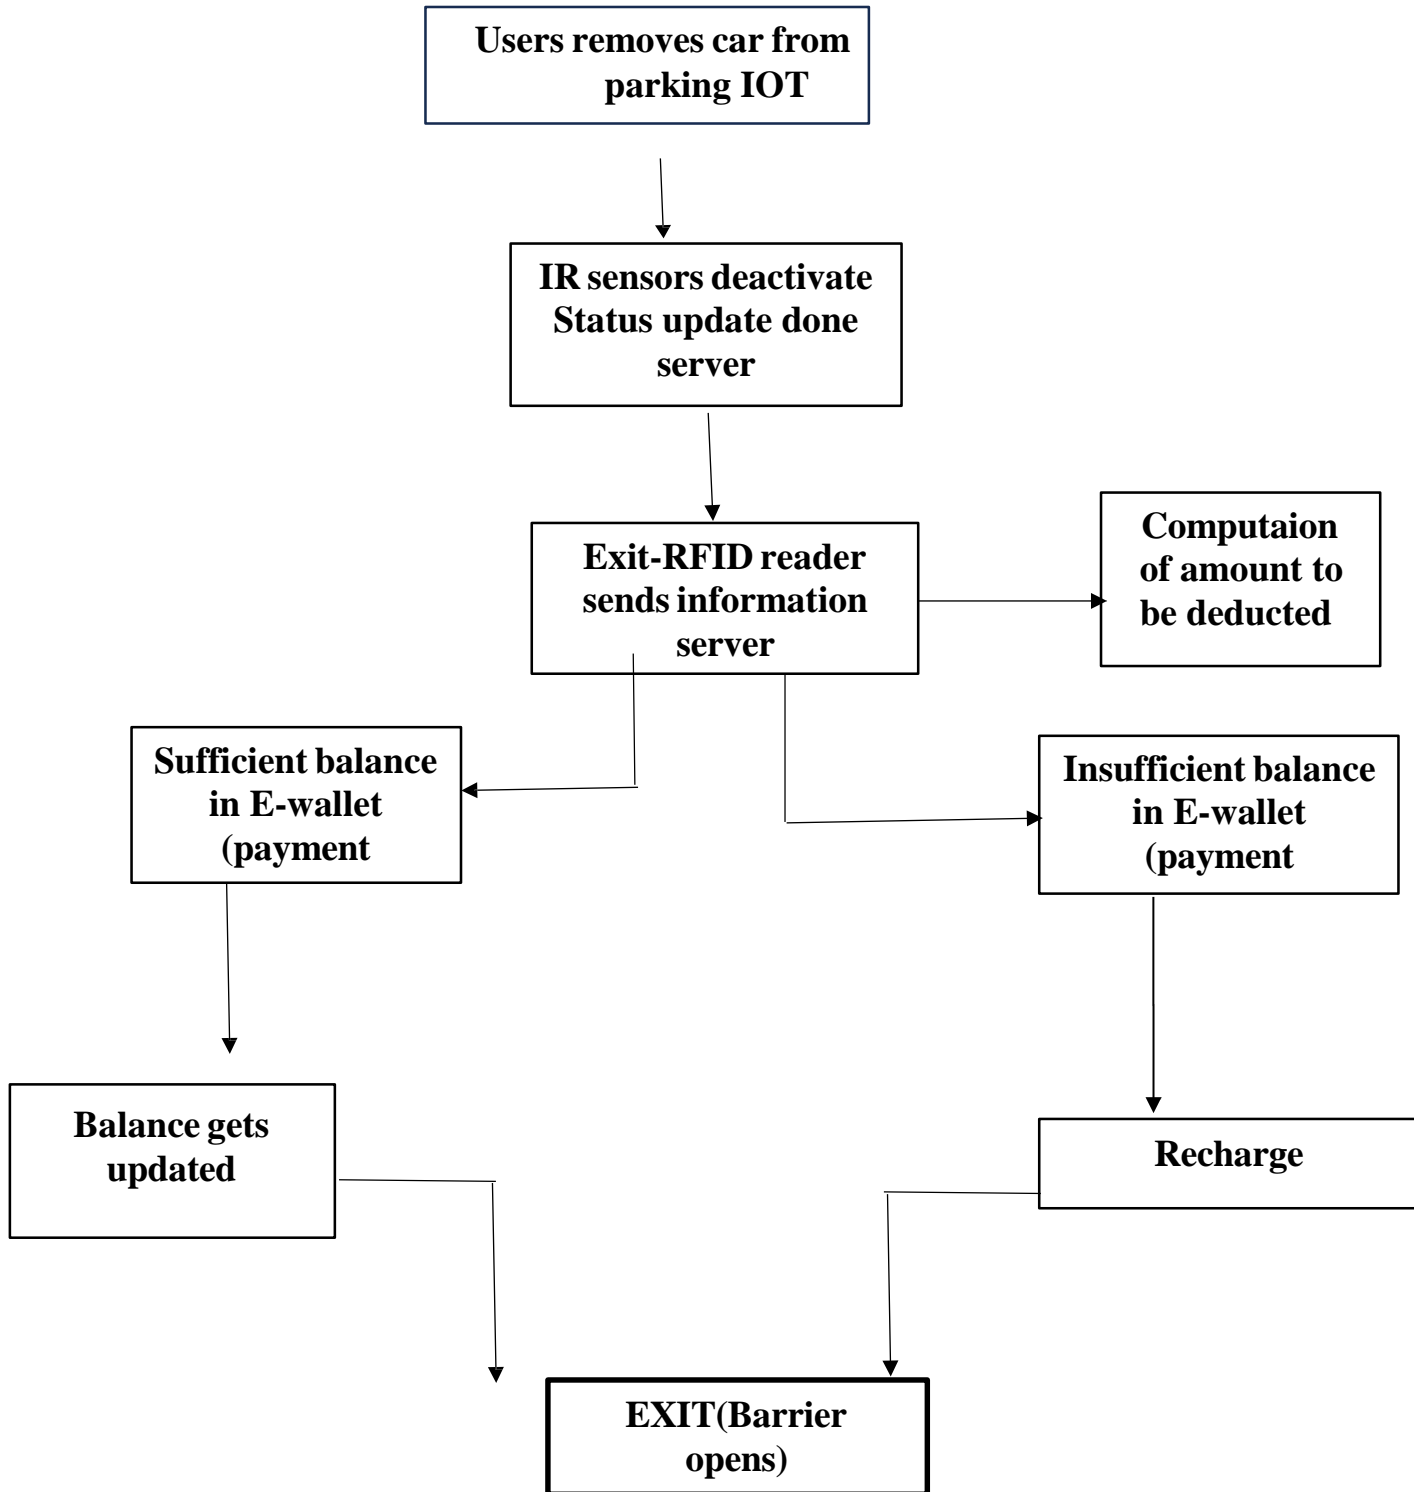 Users removes car from
parking IOT
IR sensors deactivate
Status update done
server
Exit-RFID reader
sends information
server
Computaion
of amount to
be deducted
Sufficient balance
in E-wallet
(payment
Insufficient balance
in E-wallet
(payment
Balance gets
updated
Recharge
EXIT(Barrier
opens)